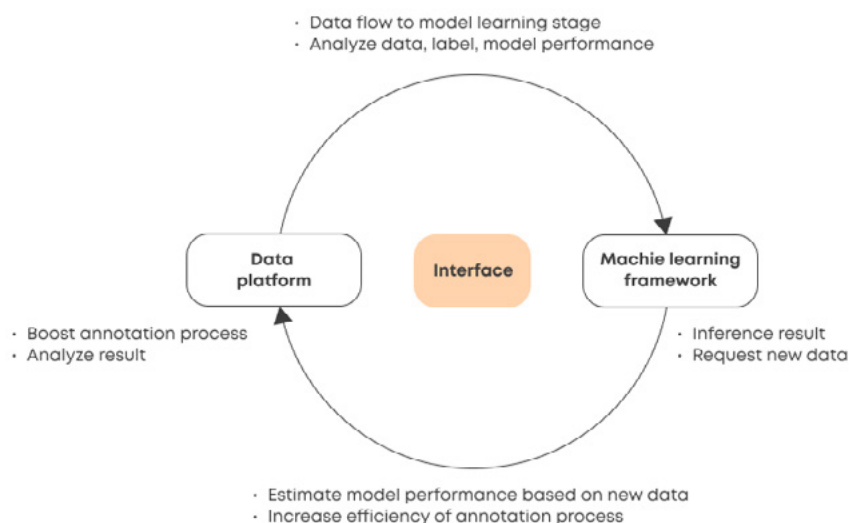 · Data flow to model learning stage
· Analyze data, label, model performance
Data
platform
Interface
Machie learning
framework
· Boost annotation process
· Analyze result
· Inference result
· Request new data
· Estimate model performance based on new data
· Increase efficiency of annotation process